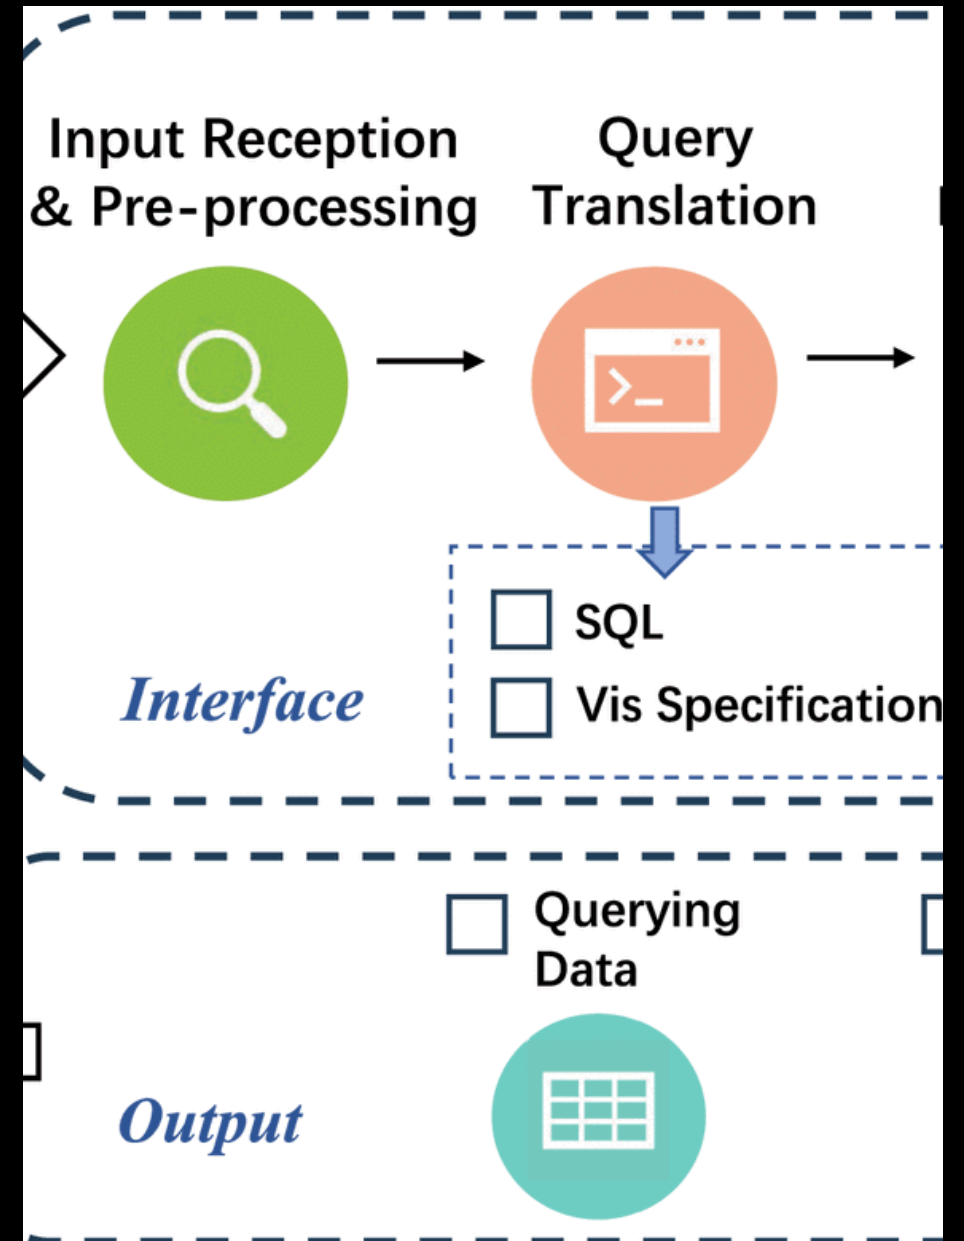 Input Reception
& Pre-processing
Query
Translation
SQL
Vis Specification
Interface
Querying
Data
Output